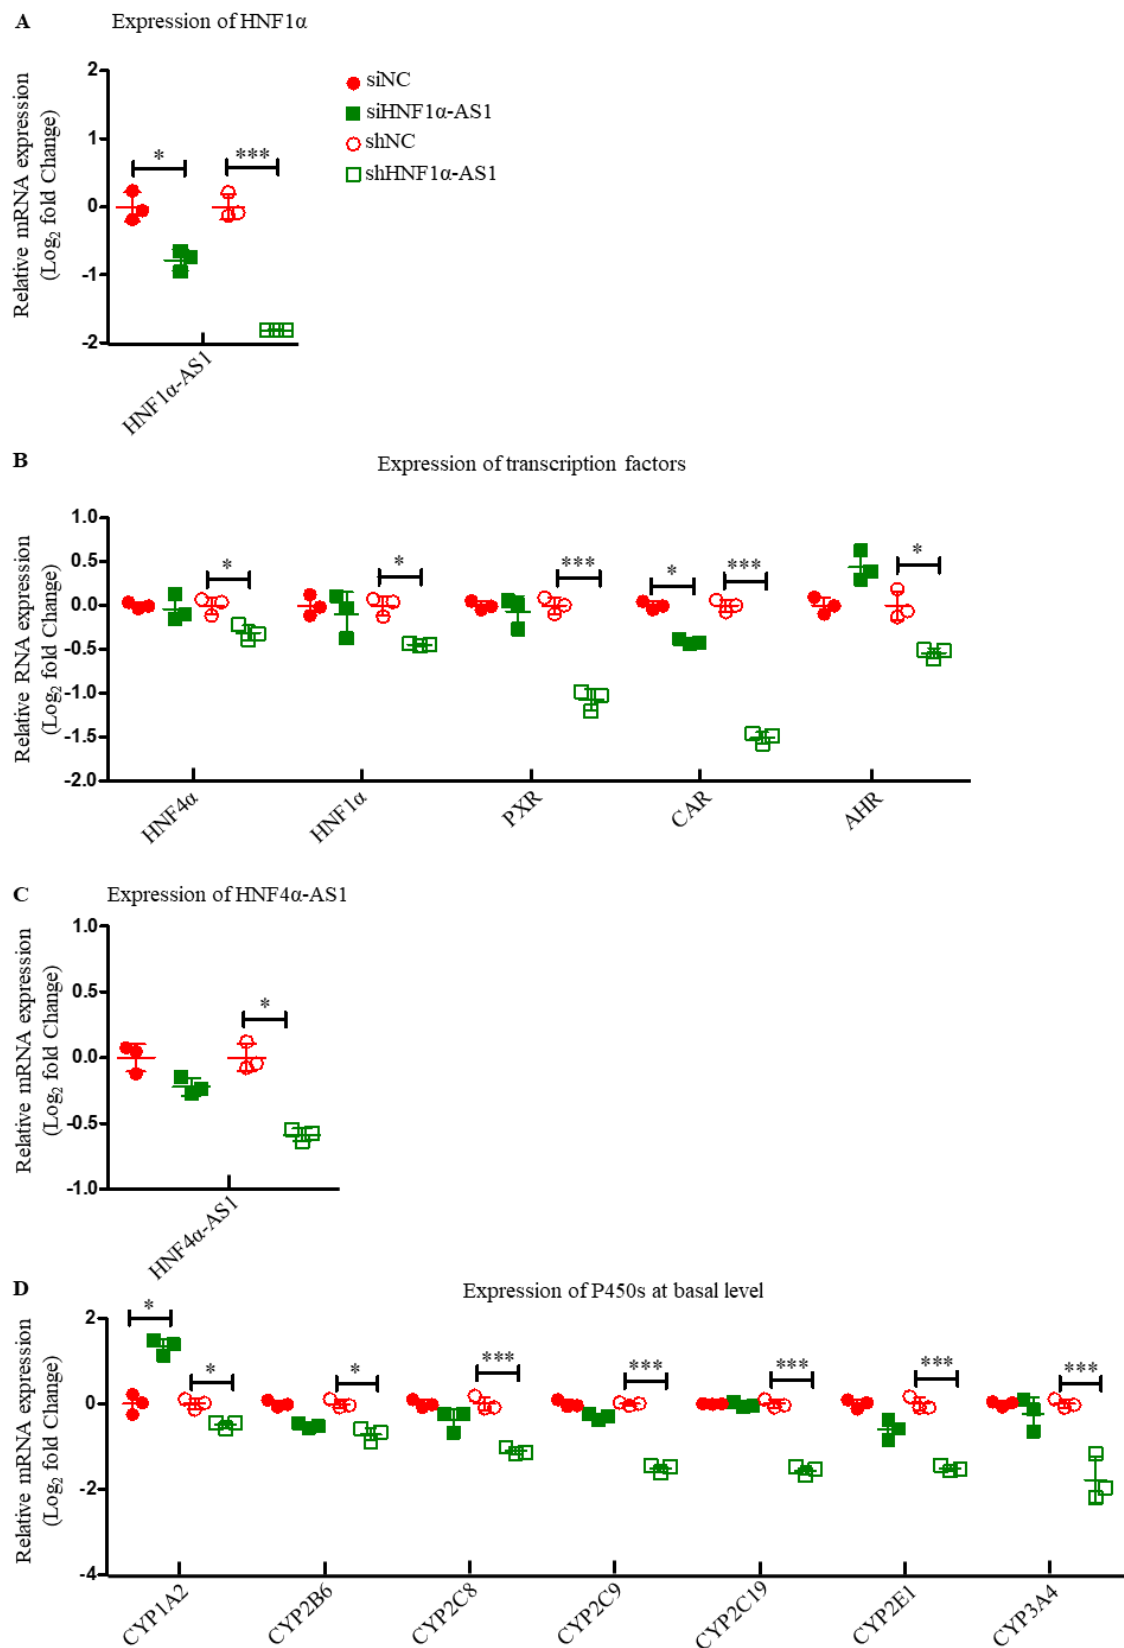 A
Expression of HNF1α
Relative mRNA expression
(Log2 fold Change)
2
1
0
-1
-2
*
***
siNC
siHNF1α-AS1
shNC
shHNF1α-AS1
HNF1α-AS1
B
Expression of transcription factors
Relative RNA expression
(Log2 fold Change)
1.0
0.5
0.0
-0.5
-1.0
-1.5
-2.0
*
*
***
*
***
*
HNF4α
HNF1α
PXR
CAR
AHR
C
Expression of HNF4α-AS1
Relative mRNA expression
(Log2 fold Change)
1.0
0.5
0.0
-0.5
-1.0
*
HNF4α-AS1
D
Expression of P450s at basal level
Relative mRNA expression
(Log2 fold Change)
2
0
-2
-4
*
*
*
***
***
***
***
***
CYP1A2
CYP2B6
CYP2C8
CYP2C9
CYP2C19
CYP2E1
CYP3A4